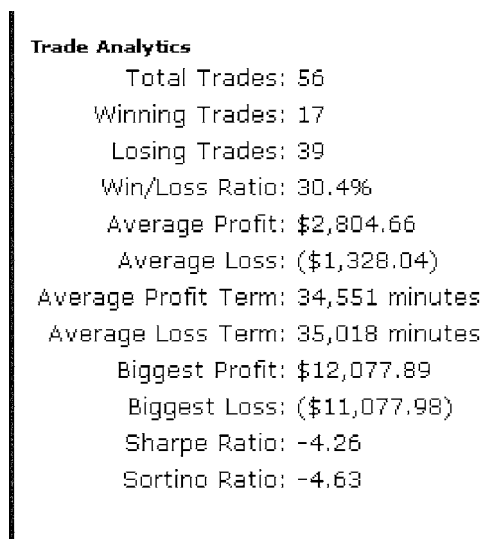 Trade Analytics
Total Trades: 56
Winning Trades: 17
Losing Trades: 39
Win/Loss Ratio: 30.4%
Average Profit: $2,804.66
Average Loss: ($1,328.04)
Average Profit Term: 34,551 minutes
Average Loss Term: 35,018 minutes
Biggest Profit: $12,077.89
Biggest Loss: ($11,077.98)
Sharpe Ratio: -4.26
Sortino Ratio: -4.63